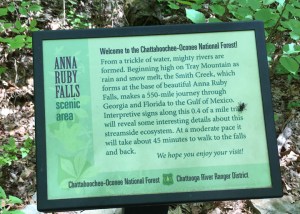 ANNA
RUBY
FALLS
scenic
area
Welcome to the Chattahoochee-Oconee National Forest!
From a trickle of water, mighty rivers are
formed. Beginning high on Tray Mountain as
rain and snow melt, the Smith Creek, which
forms at the base of beautiful Anna Ruby
Falls, makes a 550-mile journey through
Georgia and Florida to the Gulf of Mexico.
Interpretive signs along this 0.4 of a mile trail
will reveal some interesting details about this
streamside ecosystem. At a moderate pace it
will take about 45 minutes to walk to the falls
and back.
We hope you enjoy your visit!
Chattahoochee-Oconee National Forest
Chattooga River Ranger District